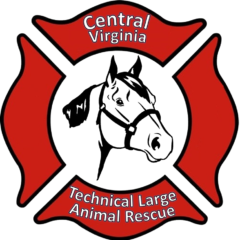 Central
Virginia
Technical Large
Animal Rescue